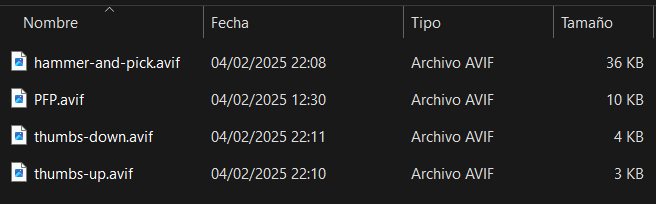 Nombre Fecha Tipo Tamaño
hammer-and-pick.avif 04/02/2025 22:08 Archivo AVIF 36 KB
PFP.avif 04/02/2025 12:30 Archivo AVIF 10 KB
thumbs-down.avif 04/02/2025 22:11 Archivo AVIF 4 KB
thumbs-up.avif 04/02/2025 22:10 Archivo AVIF 3 KB